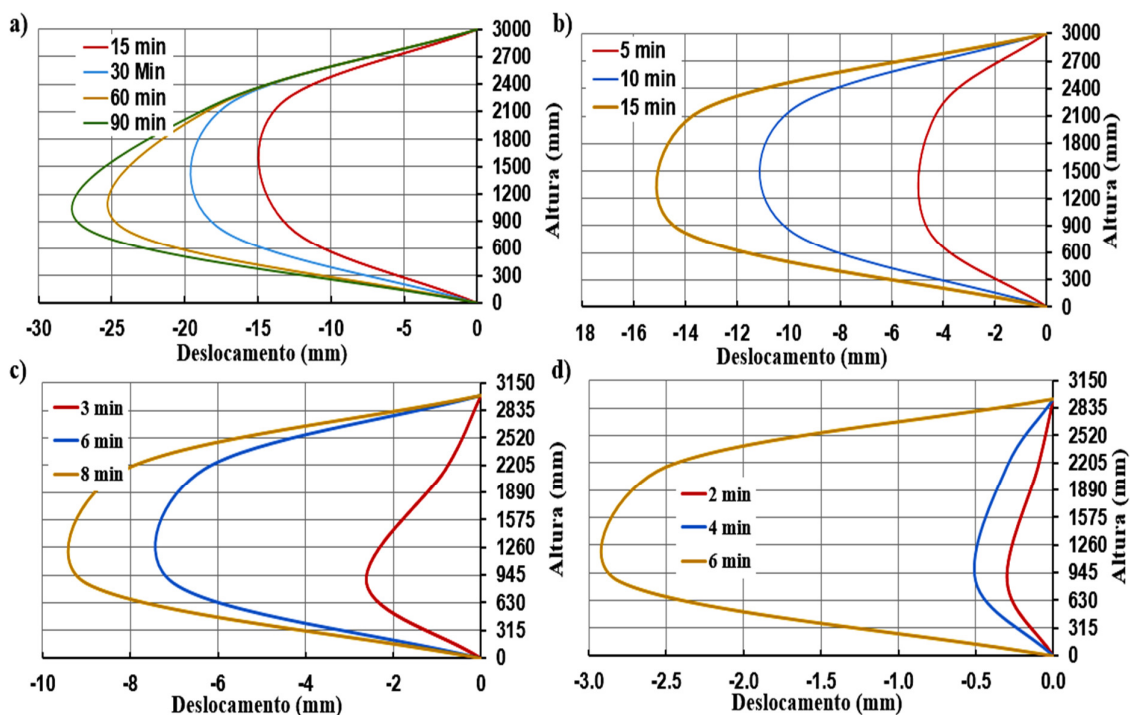 a)
15 min
30 Min
60 min
90 min
3000
2700
2400
2100
1800
1500
1200
900
600
300
0
Altura (mm)
-30 -25 -20 -15 -10 -5 0
Deslocamento (mm)
b)
5 min
10 min
15 min
3000
2700
2400
2100
1800
1500
1200
900
600
300
0
Altura (mm)
18 -16 -14 -12 -10 -8 -6 -4 -2 0
Deslocamento (mm)
c)
3 min
6 min
8 min
3150
2835
2520
2205
1890
1575
1260
945
630
315
0
Altura (mm)
-10 -8 -6 -4 -2 0
Deslocamento (mm)
d)
2 min
4 min
6 min
3150
2835
2520
2205
1890
1575
1260
945
630
315
0
Altura (mm)
-3.0 -2.5 -2.0 -1.5 -1.0 -0.5 0.0
Deslocamento (mm)